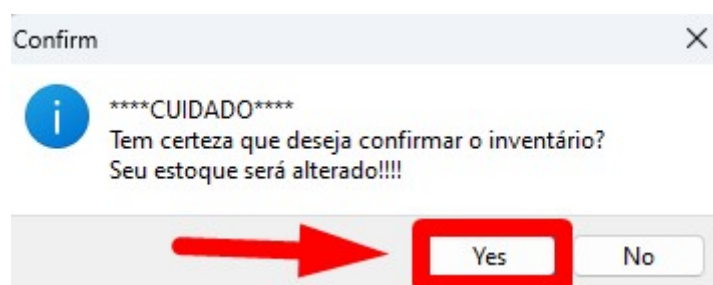 Confirm
****CUIDADO****
Tem certeza que deseja confirmar o inventário?
Seu estoque será alterado!!!!
Yes No